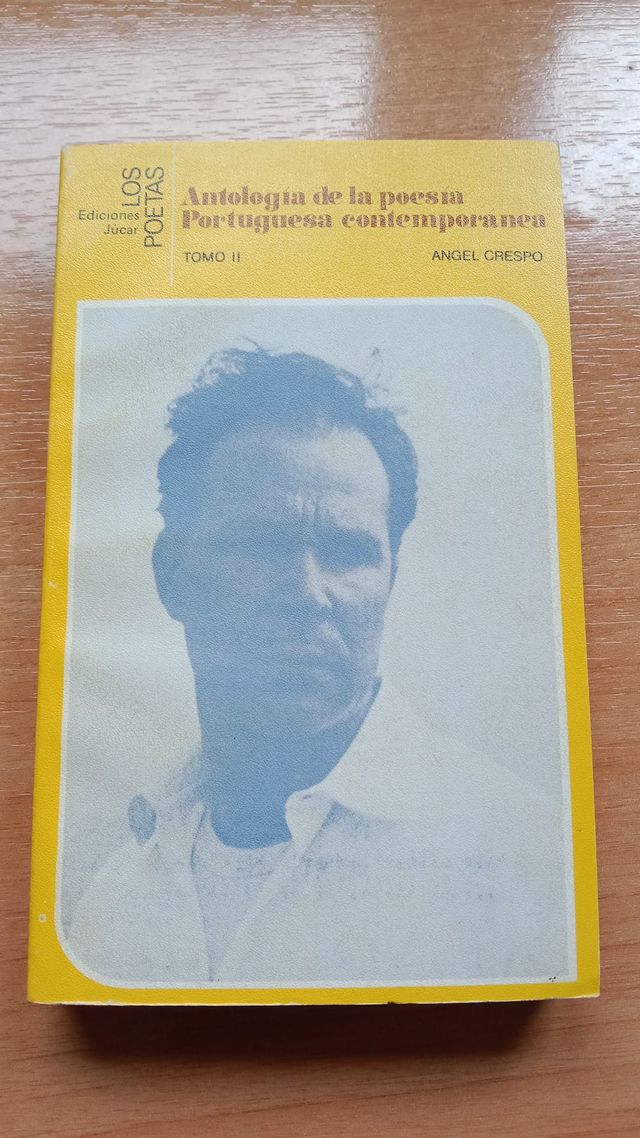 Ediciones
Júcar
LOS
POETAS
Antología de la poesía
Portuguesa contemporánea
TOMO II
ANGEL CRESPO